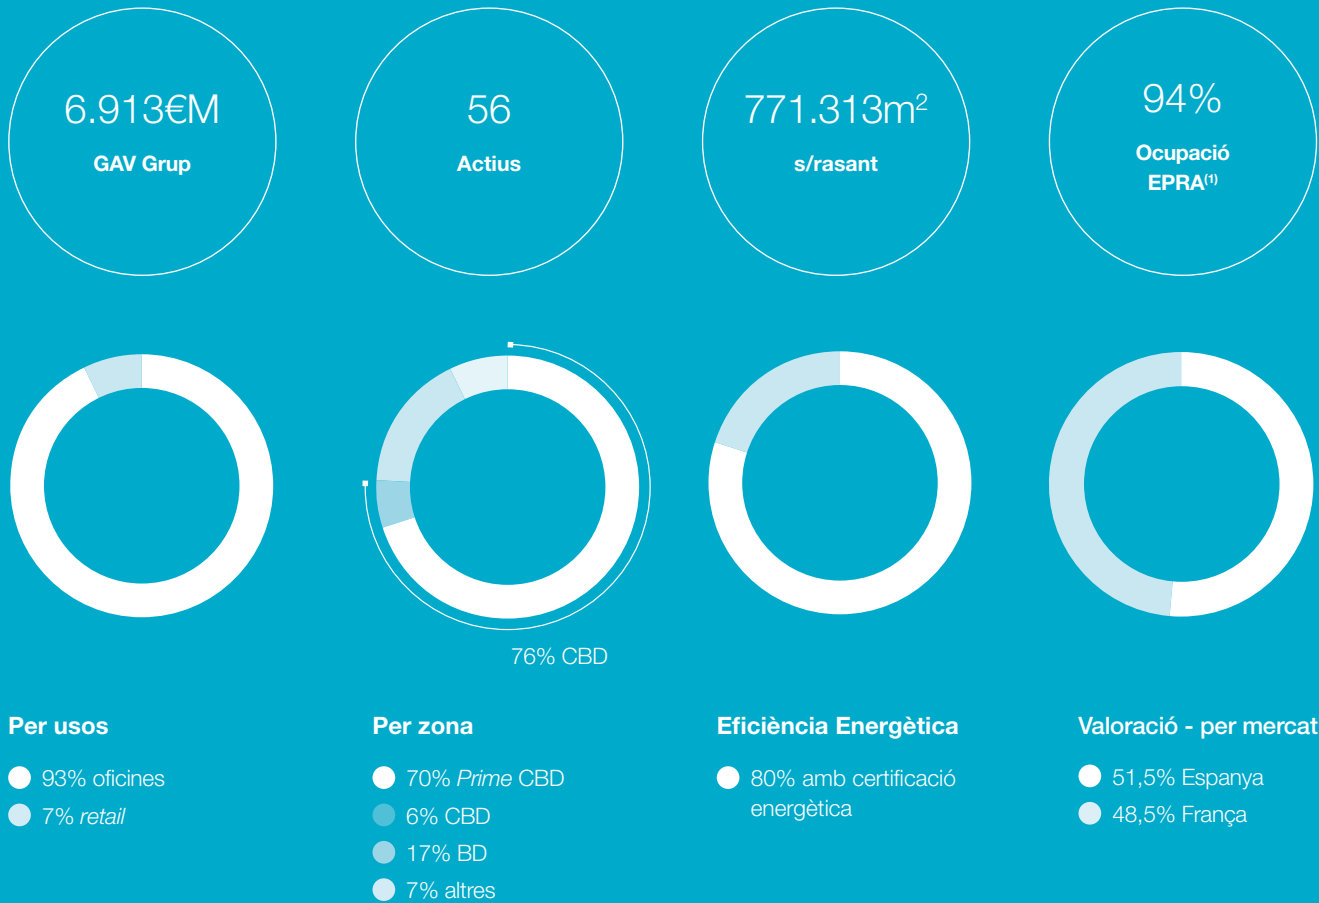 6.913€M
GAV Grup
56
Actius
771.313m²
s/rasant
94%
Ocupació
EPRA⁽¹⁾
76% CBD
Per usos
93% oficines
7% retail
Per zona
70% Prime CBD
6% CBD
17% BD
7% altres
Eficiència Energètica
80% amb certificació
energètica
Valoració - per mercat
51,5% Espanya
48,5% França